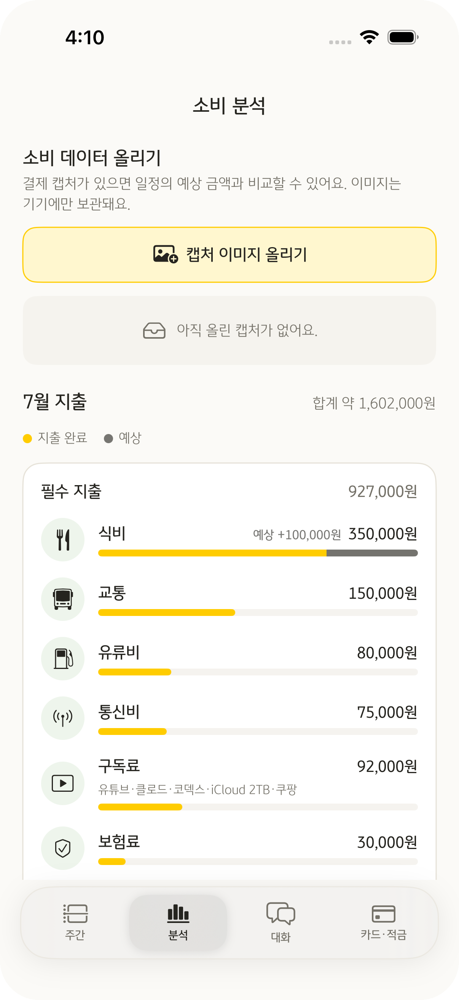 4:10
소비 분석
소비 데이터 올리기
결제 캡처가 있으면 일정의 예상 금액과 비교할 수 있어요. 이미지는
기기에만 보관돼요.
캡처 이미지 올리기
아직 올린 캡처가 없어요.
7월 지출 합계 약 1,602,000원
지출 완료 예상
필수 지출 927,000원
식비 예상 +100,000원 350,000원
교통 150,000원
유류비 80,000원
통신비 75,000원
구독료 92,000원
유튜브·클로드·코덱스·iCloud 2TB·쿠팡
보험료 30,000원
주간 분석 대화 카드·적금